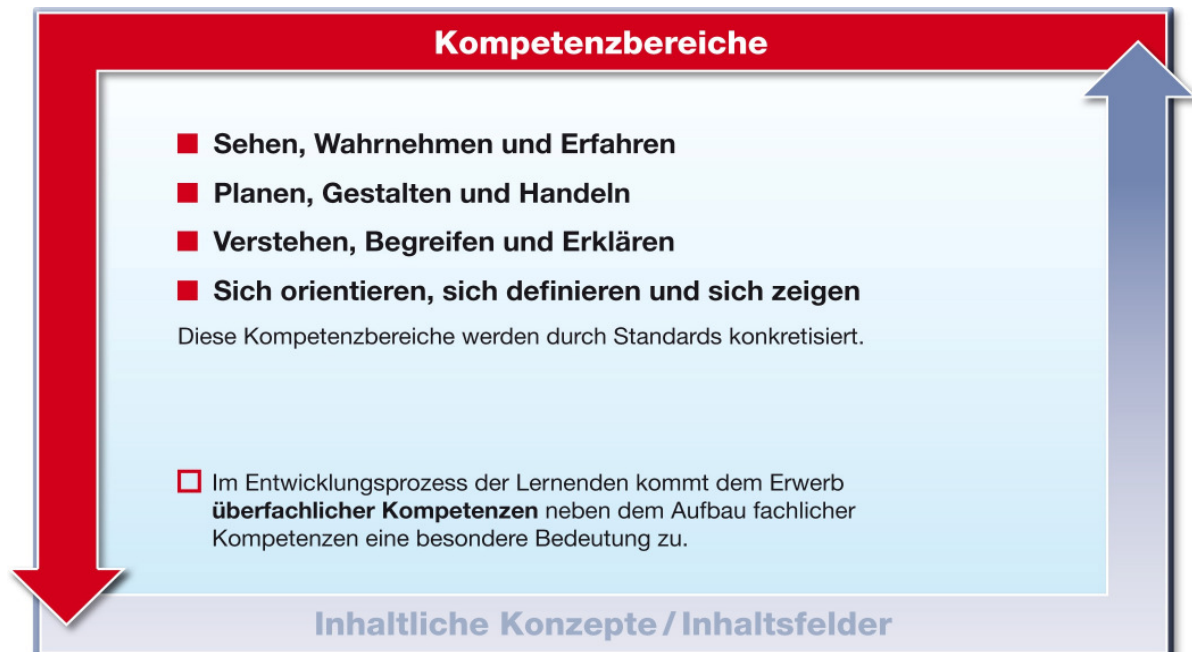 Kompetenzbereiche
Sehen, Wahrnehmen und Erfahren
Planen, Gestalten und Handeln
Verstehen, Begreifen und Erklären
Sich orientieren, sich definieren und sich zeigen
Diese Kompetenzbereiche werden durch Standards konkretisiert.
Im Entwicklungsprozess der Lernenden kommt dem Erwerb
überfachlicher Kompetenzen neben dem Aufbau fachlicher
Kompetenzen eine besondere Bedeutung zu.
Inhaltliche Konzepte / Inhaltsfelder